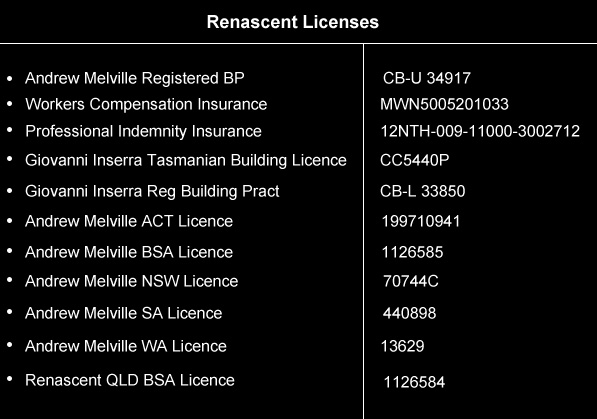 Renascent Licenses
• Andrew Melville Registered BP CB-U 34917
• Workers Compensation Insurance MWN5005201033
• Professional Indemnity Insurance 12NTH-009-11000-3002712
• Giovanni Inserra Tasmanian Building Licence CC5440P
• Giovanni Inserra Reg Building Pract CB-L 33850
• Andrew Melville ACT Licence 199710941
• Andrew Melville BSA Licence 1126585
• Andrew Melville NSW Licence 70744C
• Andrew Melville SA Licence 440898
• Andrew Melville WA Licence 13629
• Renascent QLD BSA Licence 1126584